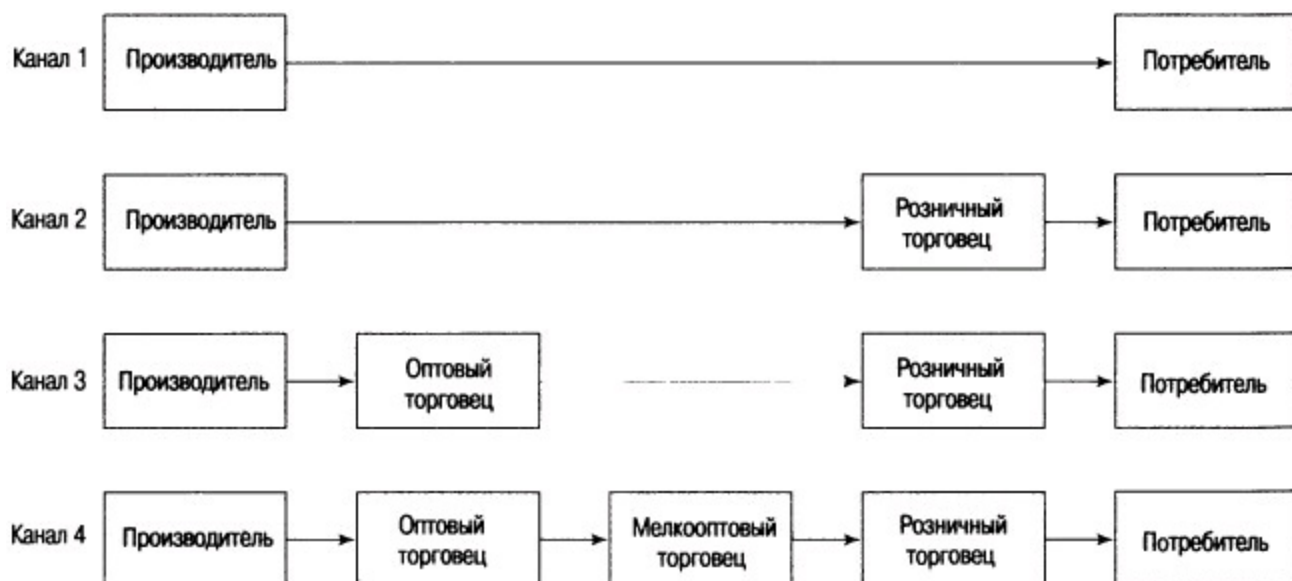 Канал 1
Производитель
Потребитель
Канал 2
Производитель
Розничный
торговец
Потребитель
Канал 3
Производитель
Оптовый
торговец
Розничный
торговец
Потребитель
Канал 4
Производитель
Оптовый
торговец
Мелкооптовый
торговец
Розничный
торговец
Потребитель